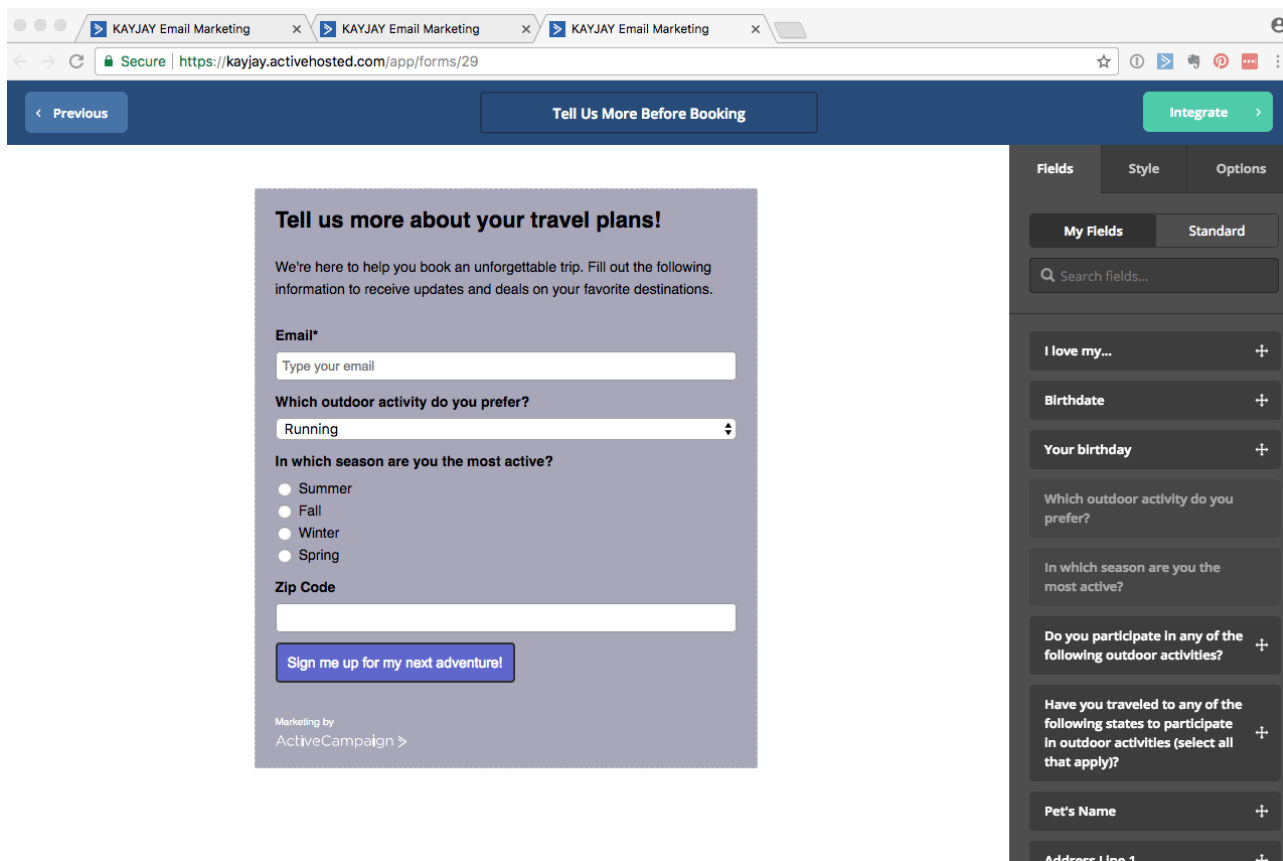 KAYJAY Email Marketing
KAYJAY Email Marketing
KAYJAY Email Marketing
Secure | https://kayjay.activehosted.com/app/forms/29
Previous
Tell Us More Before Booking
Integrate
Fields
Style
Options
My Fields
Standard
Search fields...
Tell us more about your travel plans!
We're here to help you book an unforgettable trip. Fill out the following
information to receive updates and deals on your favorite destinations.
Email*
Type your email
Which outdoor activity do you prefer?
Running
In which season are you the most active?
Summer
Fall
Winter
Spring
Zip Code
Sign me up for my next adventure!
Marketing by
ActiveCampaign >
I love my...
Birthdate
Your birthday
Which outdoor activity do you
prefer?
In which season are you the
most active?
Do you participate in any of the
following outdoor activities?
Have you traveled to any of the
following states to participate
in outdoor activities (select all
that apply)?
Pet's Name
Address Line 1